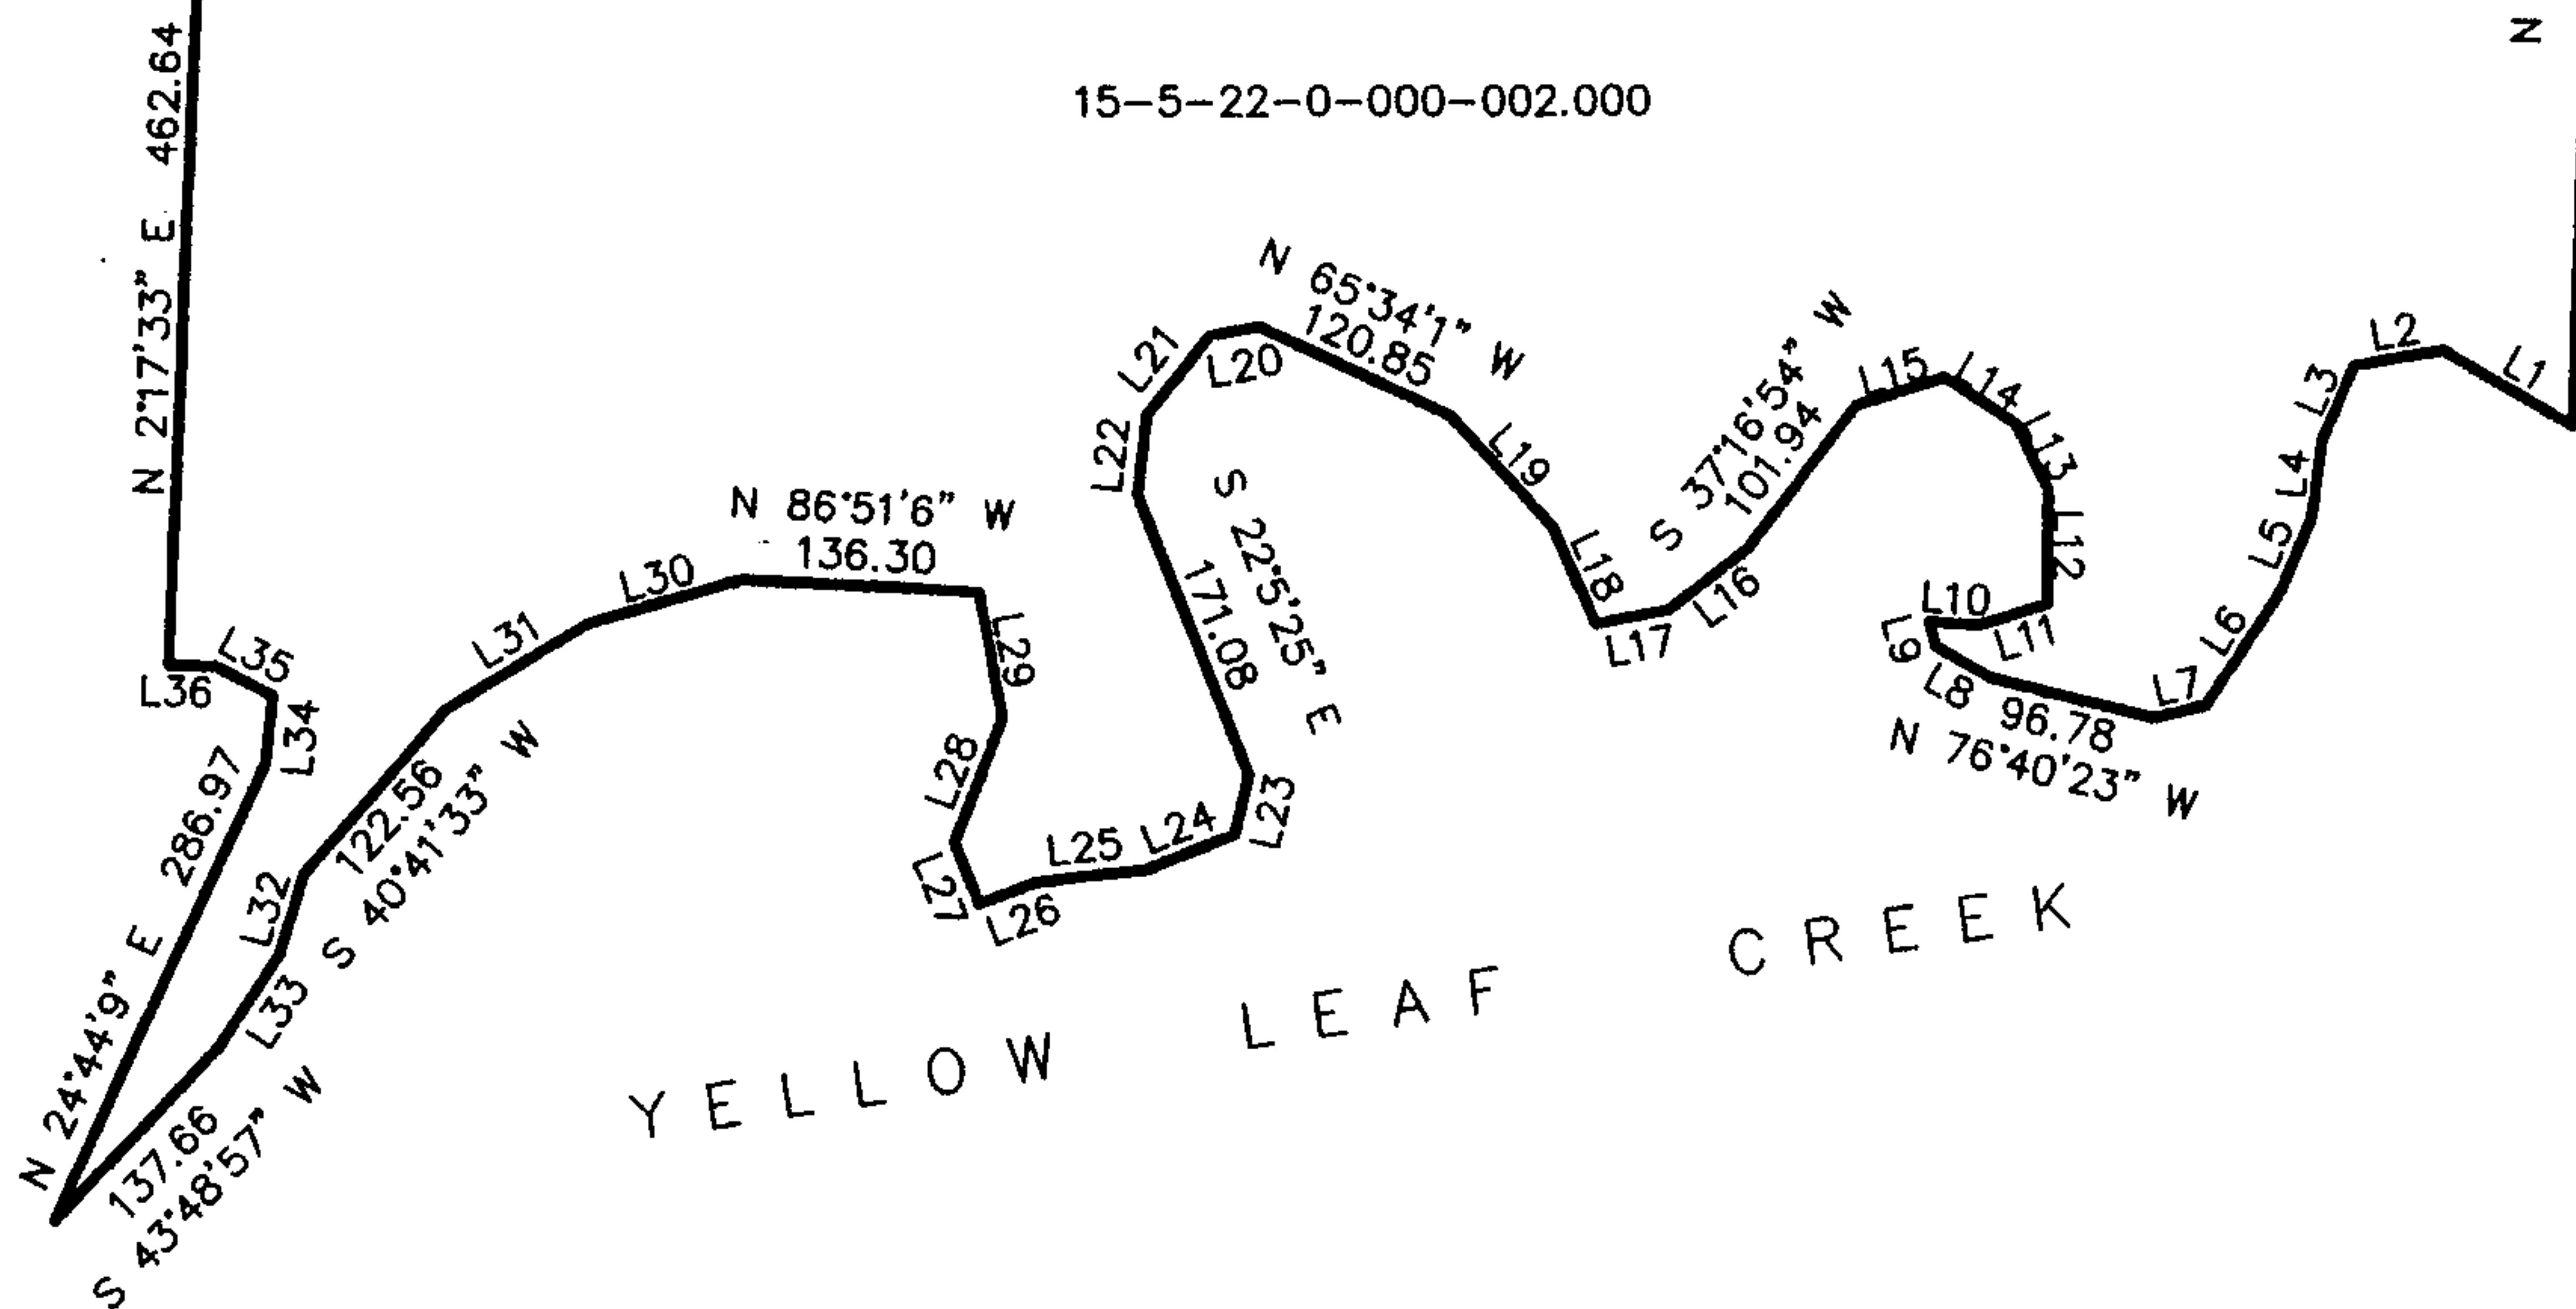 N 2°17'33" E 462.64
15-5-22-0-000-002.000
N
N 65°34'1" W
120.85
S 37°16'54" W
101.94
L1
L2
L3
L4
L5
L6
L7
N 76°40'23" W
96.78
L8
L9
L10
L11
L12
L13
L14
L15
L16
L17
L18
L19
L20
L21
L22
S 22°5'25" E
171.08
L23
L24
L25
L26
L27
L28
L29
N 86°51'6" W
136.30
L30
L31
122.56
S 40°41'33" W
L32
L33
137.66
S 43°48'57" W
N 24°44'9" E 286.97
L34
L35
L36
YELLOW LEAF CREEK